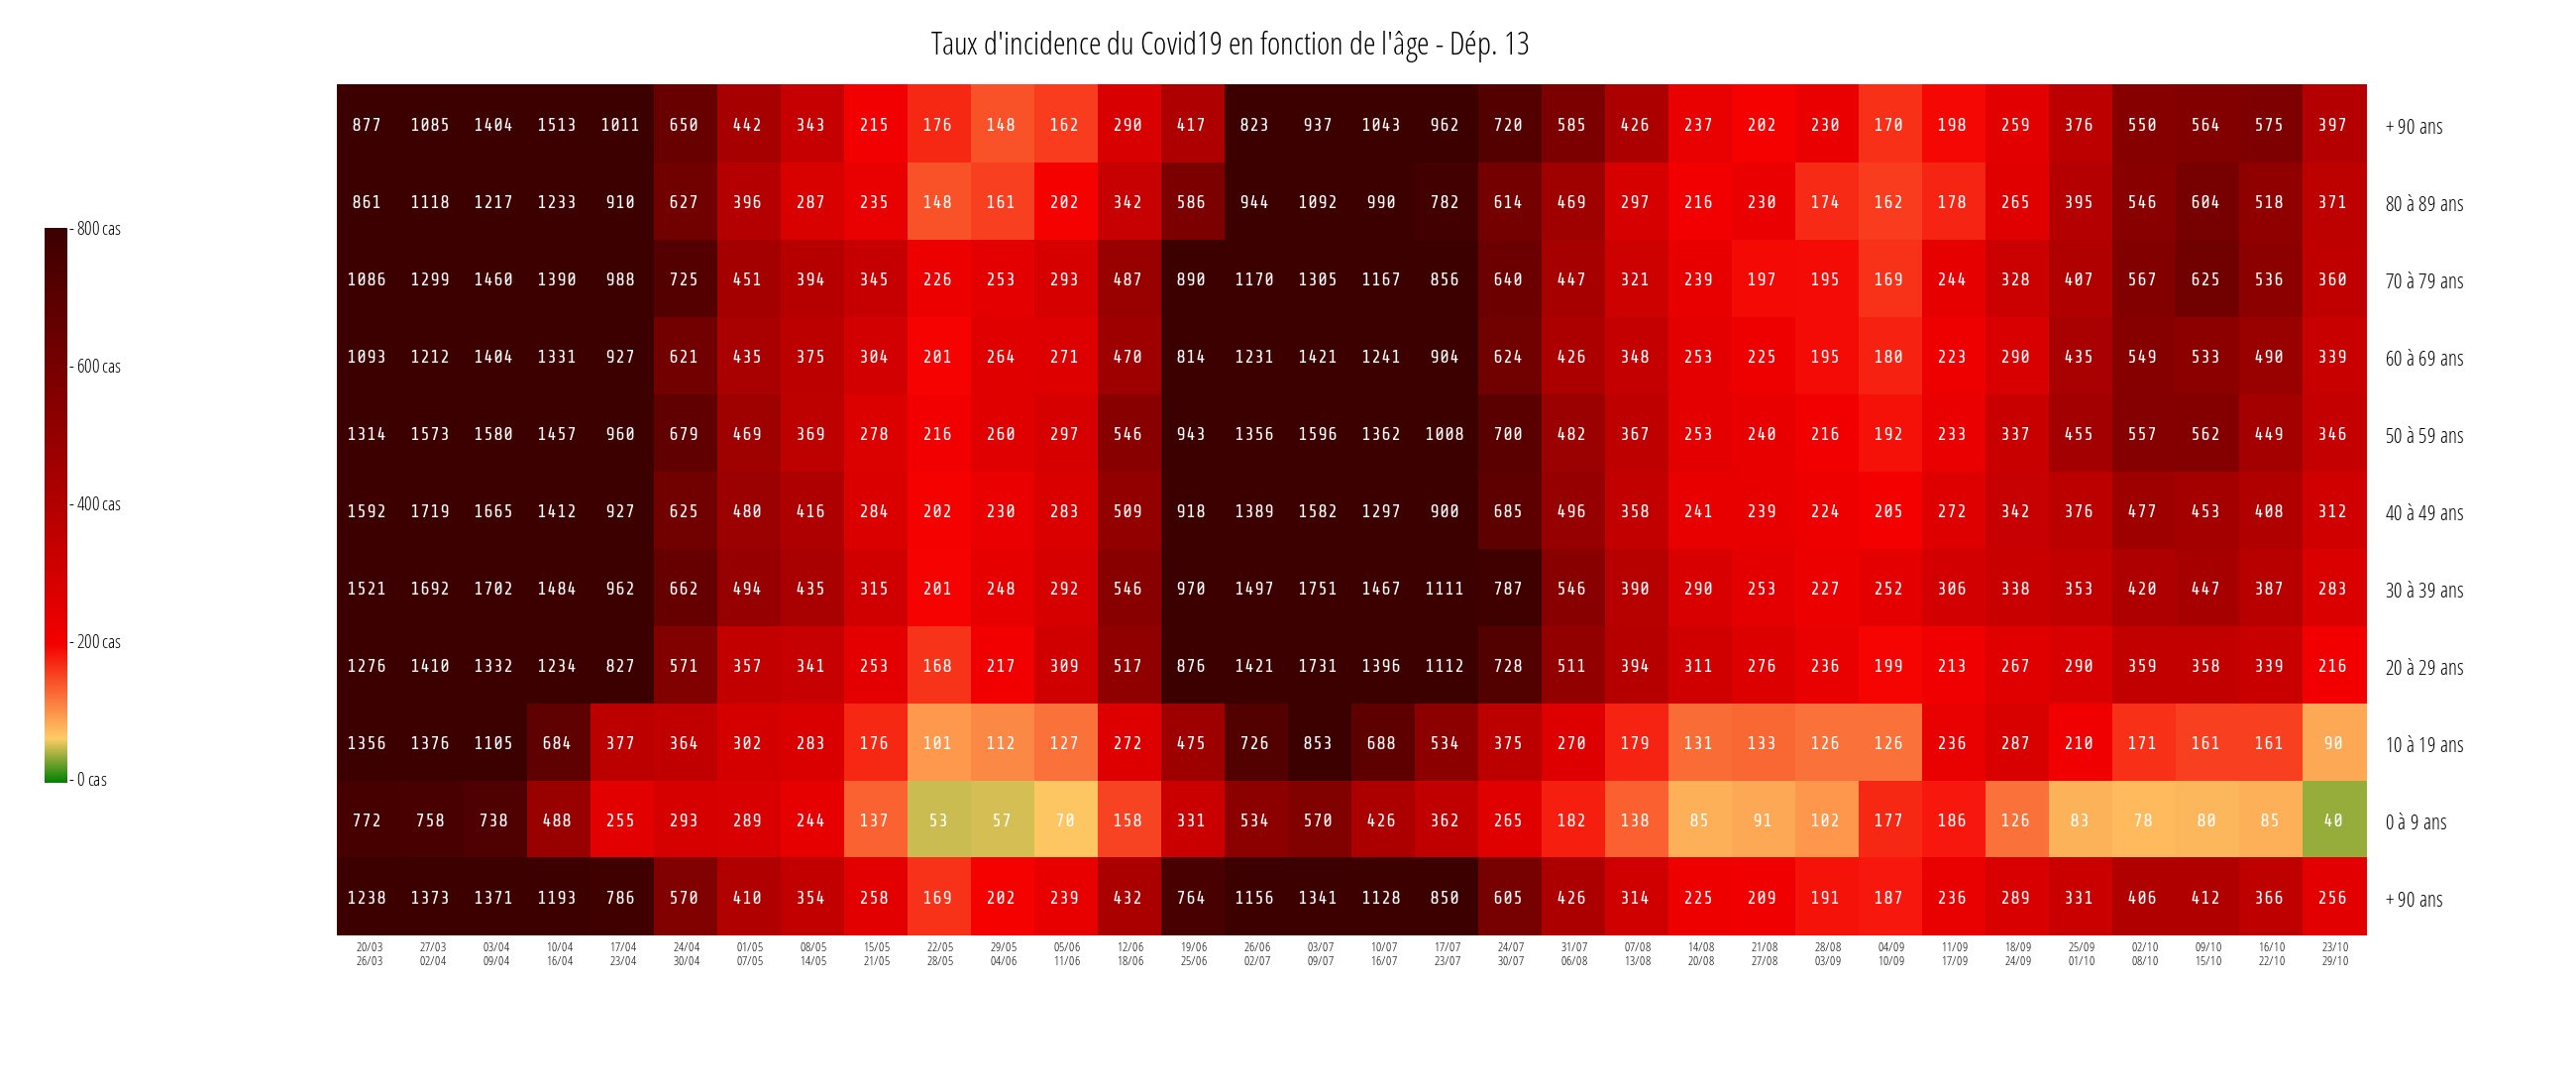 Taux d'incidence du Covid19 en fonction de l'âge - Dép. 13
877 1085 1404 1513 1011 650 442 343 215 176 148 162 290 417 823 937 1043 962 720 585 426 237 202 230 170 198 259 376 550 564 575 397 + 90 ans
861 1118 1217 1233 910 627 396 287 235 148 161 202 342 586 944 1092 990 782 614 469 297 216 230 174 162 178 265 395 546 604 518 371 80 à 89 ans
- 800 cas
1086 1299 1460 1390 988 725 451 394 345 226 253 293 487 890 1170 1305 1167 856 640 447 321 239 197 195 169 244 328 407 567 625 536 360 70 à 79 ans
1093 1212 1404 1331 927 621 435 375 304 201 264 271 470 814 1231 1421 1241 904 624 426 348 253 225 195 180 223 290 435 549 533 490 339 60 à 69 ans
- 600 cas
1314 1573 1580 1457 960 679 469 369 278 216 260 297 546 943 1356 1596 1362 1008 700 482 367 253 240 216 192 233 337 455 557 562 449 346 50 à 59 ans
- 400 cas
1592 1719 1665 1412 927 625 480 416 284 202 230 283 509 918 1389 1582 1297 900 685 496 358 241 239 224 205 272 342 376 477 453 408 312 40 à 49 ans
1521 1692 1702 1484 962 662 494 435 315 201 248 292 546 970 1497 1751 1467 1111 787 546 390 290 253 227 252 306 338 353 420 447 387 283 30 à 39 ans
- 200 cas
1276 1410 1332 1234 827 571 357 341 253 168 217 309 517 876 1421 1731 1396 1112 728 511 394 311 276 236 199 213 267 290 359 358 339 216 20 à 29 ans
1356 1376 1105 684 377 364 302 283 176 101 112 127 272 475 726 853 688 534 375 270 179 131 133 126 126 236 287 210 171 161 161 90 10 à 19 ans
- 0 cas
772 758 738 488 255 293 289 244 137 53 57 70 158 331 534 570 426 362 265 182 138 85 91 102 177 186 126 83 78 80 85 40 0 à 9 ans
1238 1373 1371 1193 786 570 410 354 258 169 202 239 432 764 1156 1341 1128 850 605 426 314 225 209 191 187 236 289 331 406 412 366 256 + 90 ans
20/03 27/03 03/04 10/04 17/04 24/04 01/05 08/05 15/05 22/05 29/05 05/06 12/06 19/06 26/06 03/07 10/07 17/07 24/07 31/07 07/08 14/08 21/08 28/08 04/09 11/09 18/09 25/09 02/10 09/10 16/10 23/10
26/03 02/04 09/04 16/04 23/04 30/04 07/05 14/05 21/05 28/05 04/06 11/06 18/06 25/06 02/07 09/07 16/07 23/07 30/07 06/08 13/08 20/08 27/08 03/09 10/09 17/09 24/09 01/10 08/10 15/10 22/10 29/10